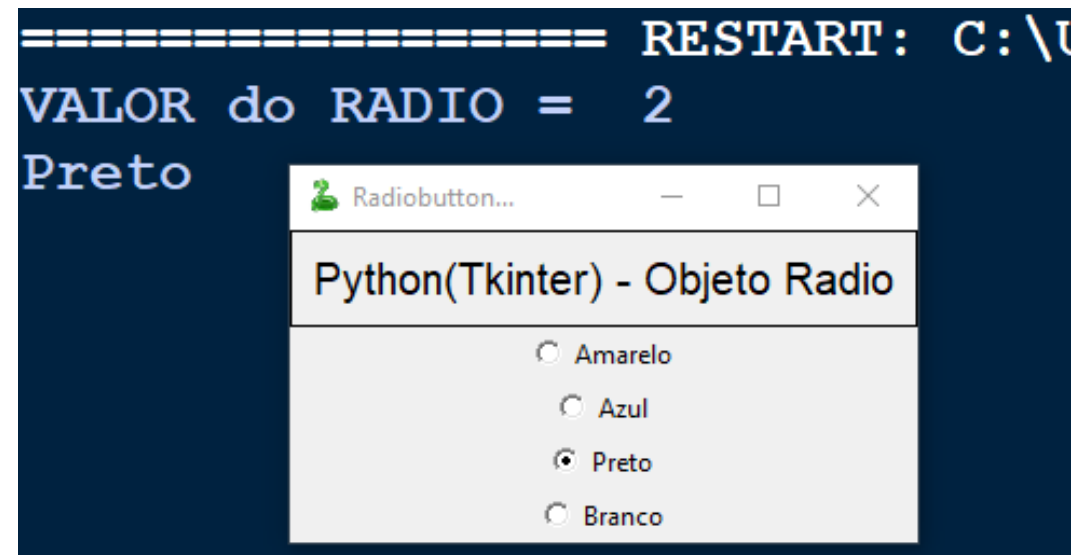 ================== RESTART: C:\U
VALOR do RADIO =  2
Preto
Radiobutton...
Python(Tkinter) - Objeto Radio
Amarelo
Azul
Preto
Branco